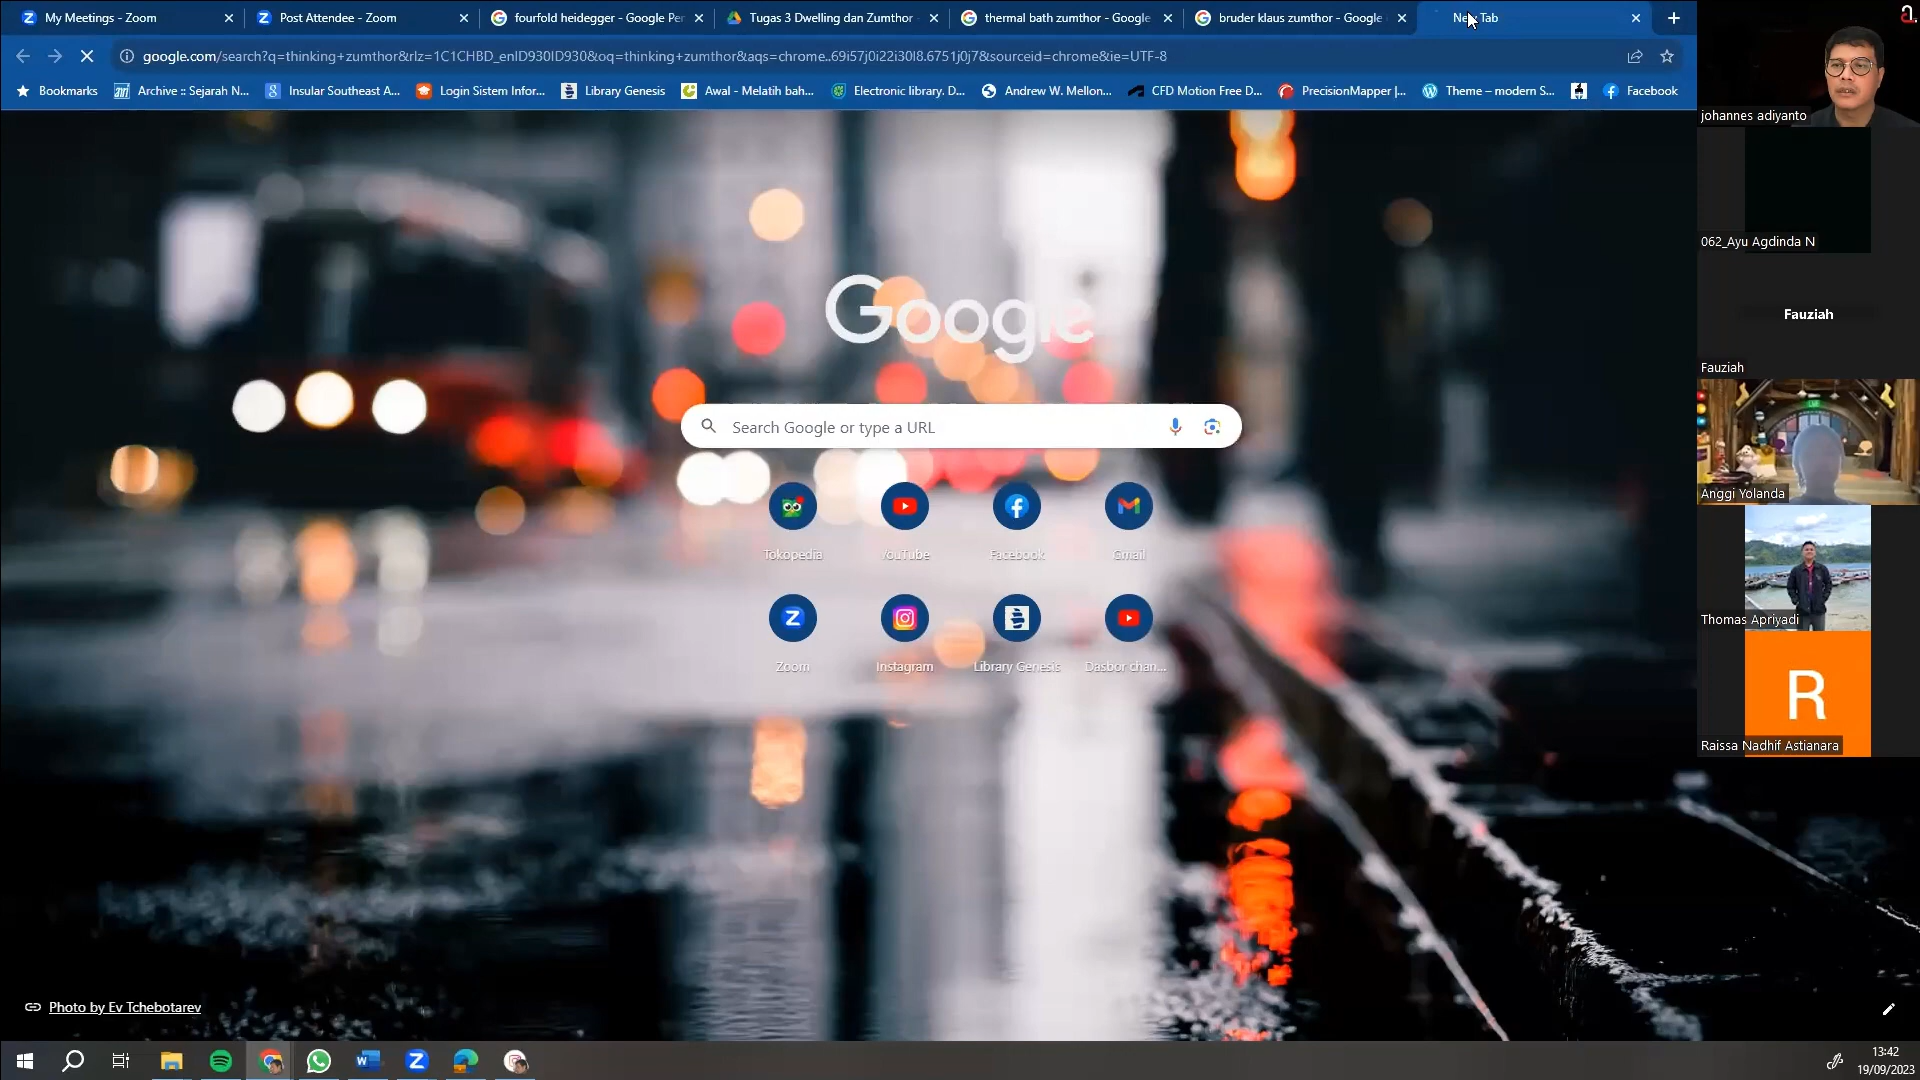 My Meetings - Zoom
Post Attendee - Zoom
fourfold heidegger - Google Pe
Tugas 3 Dwelling dan Zumthor
thermal bath zumthor - Google
bruder klaus zumthor - Google
New Tab
google.com/search?q=thinking+zumthor&rlz=1C1CHBD_enID930ID930&oq=thinking+zumthor&aqs=chrome..69i57j0i22i30l8.6751j0j7&sourceid=chrome&ie=UTF-8
Bookmarks
Archive :: Sejarah N...
Insular Southeast A...
Login Sistem Infor...
Library Genesis
Awal - Melatih bah...
Electronic library. D...
Andrew W. Mellon...
CFD Motion Free D...
PrecisionMapper |...
Theme – modern S...
Facebook
Google
Search Google or type a URL
Tokopedia
YouTube
Facebook
Gmail
Zoom
Instagram
Library Genesis
Dasbor chan...
Photo by Ev Tchebotarev
johannes adiyanto
062_Ayu Agdinda N
Fauziah
Fauziah
Anggi Yolanda
Thomas Apriyadi
R
Raissa Nadhif Astianara
13:42
19/09/2023